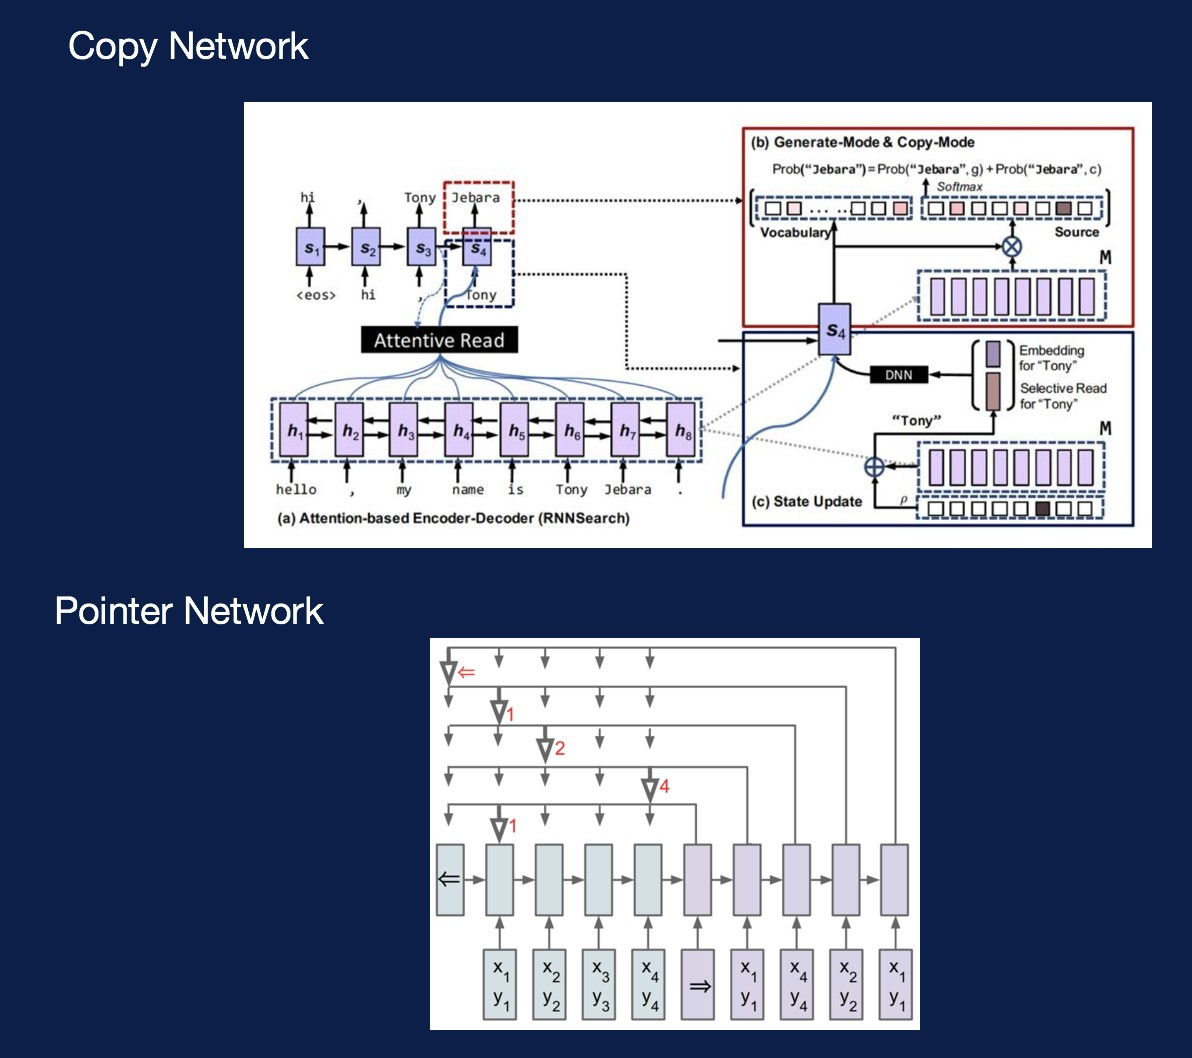 Copy Network
hi , Tony Jebara
s1 s2 s3 s4
<eos> hi , Tony
Attentive Read
h1 h2 h3 h4 h5 h6 h7 h8
hello , my name is Tony Jebara .
(a) Attention-based Encoder-Decoder (RNNSearch)
(b) Generate-Mode & Copy-Mode
Prob("Jebara")=Prob("Jebara", g) + Prob("Jebara", c)
Softmax
... ...
Vocabulary Source
M
s4
Embedding
for "Tony"
DNN
Selective Read
for "Tony"
"Tony"
M
(c) State Update
ρ
Pointer Network
⇐
1
2
4
1
⇐
x1 x2 x3 x4 ⇒ x1 x4 x2 x1
y1 y2 y3 y4 y1 y4 y2 y1